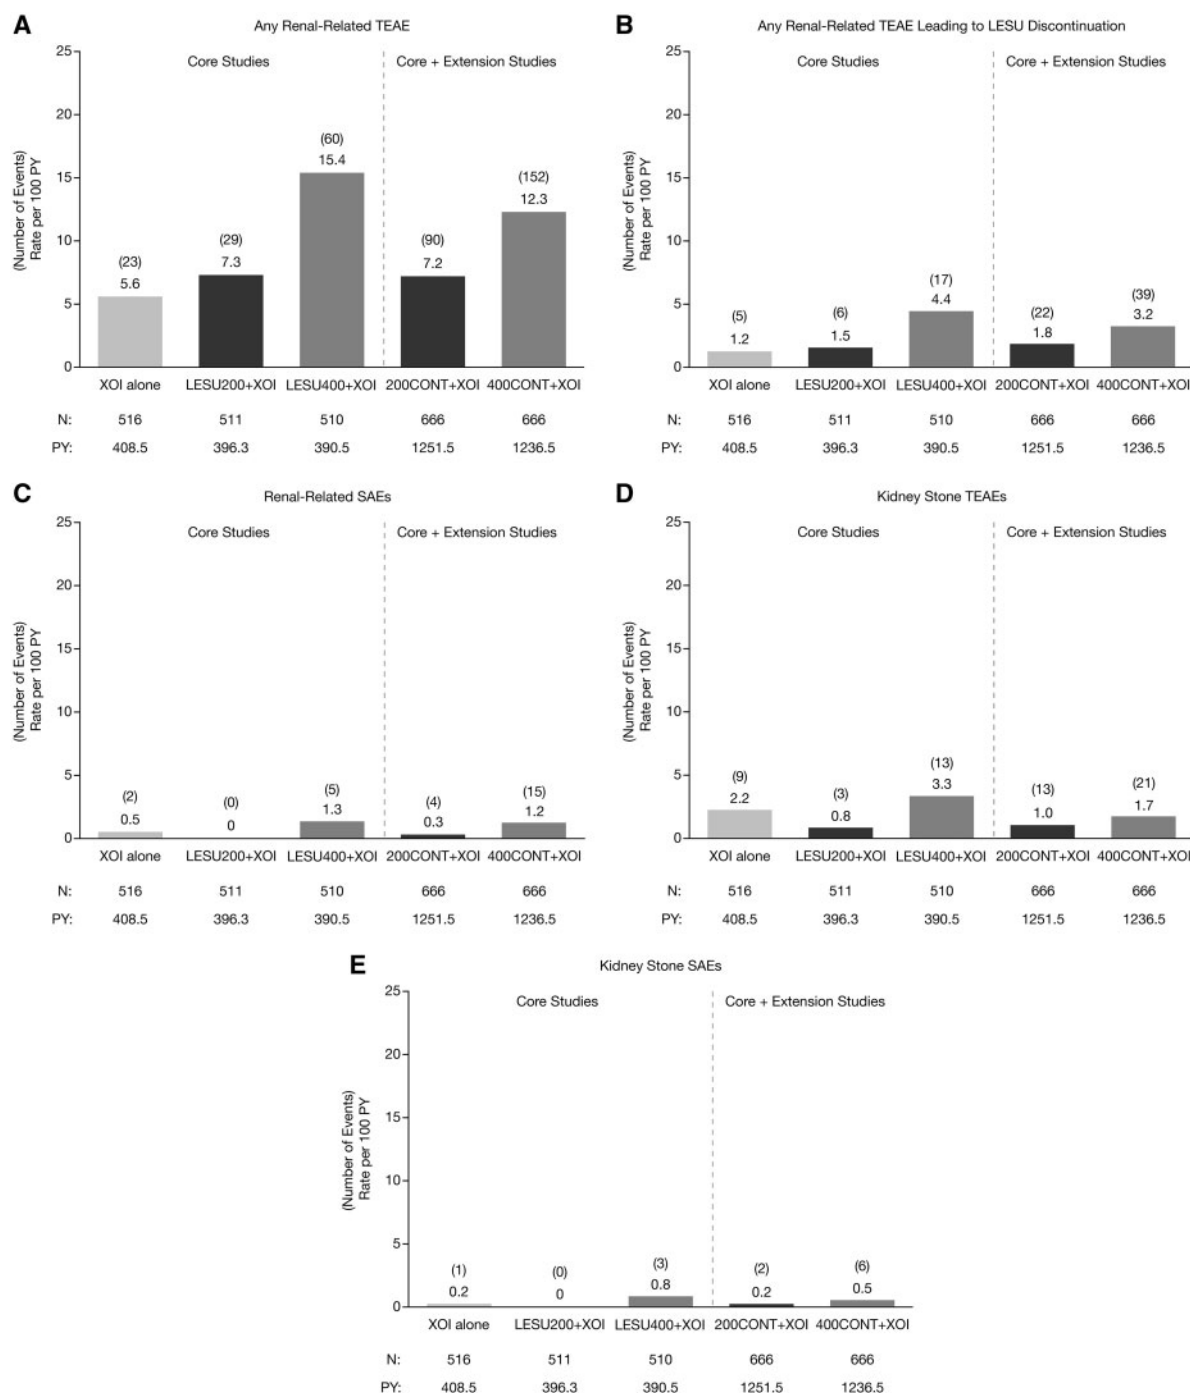 A Any Renal-Related TEAE
(Number of Events)
Rate per 100 PY
25
20
15
10
5
0
Core Studies Core + Extension Studies
(23)
5.6
(29)
7.3
(60)
15.4
(90)
7.2
(152)
12.3
XOI alone LESU200+XOI LESU400+XOI 200CONT+XOI 400CONT+XOI
N: 516 511 510 666 666
PY: 408.5 396.3 390.5 1251.5 1236.5
B Any Renal-Related TEAE Leading to LESU Discontinuation
(Number of Events)
Rate per 100 PY
25
20
15
10
5
0
Core Studies Core + Extension Studies
(5)
1.2
(6)
1.5
(17)
4.4
(22)
1.8
(39)
3.2
XOI alone LESU200+XOI LESU400+XOI 200CONT+XOI 400CONT+XOI
N: 516 511 510 666 666
PY: 408.5 396.3 390.5 1251.5 1236.5
C Renal-Related SAEs
(Number of Events)
Rate per 100 PY
25
20
15
10
5
0
Core Studies Core + Extension Studies
(2)
0.5
(0)
0
(5)
1.3
(4)
0.3
(15)
1.2
XOI alone LESU200+XOI LESU400+XOI 200CONT+XOI 400CONT+XOI
N: 516 511 510 666 666
PY: 408.5 396.3 390.5 1251.5 1236.5
D Kidney Stone TEAEs
(Number of Events)
Rate per 100 PY
25
20
15
10
5
0
Core Studies Core + Extension Studies
(9)
2.2
(3)
0.8
(13)
3.3
(13)
1.0
(21)
1.7
XOI alone LESU200+XOI LESU400+XOI 200CONT+XOI 400CONT+XOI
N: 516 511 510 666 666
PY: 408.5 396.3 390.5 1251.5 1236.5
E Kidney Stone SAEs
(Number of Events)
Rate per 100 PY
25
20
15
10
5
0
Core Studies Core + Extension Studies
(1)
0.2
(0)
0
(3)
0.8
(2)
0.2
(6)
0.5
XOI alone LESU200+XOI LESU400+XOI 200CONT+XOI 400CONT+XOI
N: 516 511 510 666 666
PY: 408.5 396.3 390.5 1251.5 1236.5